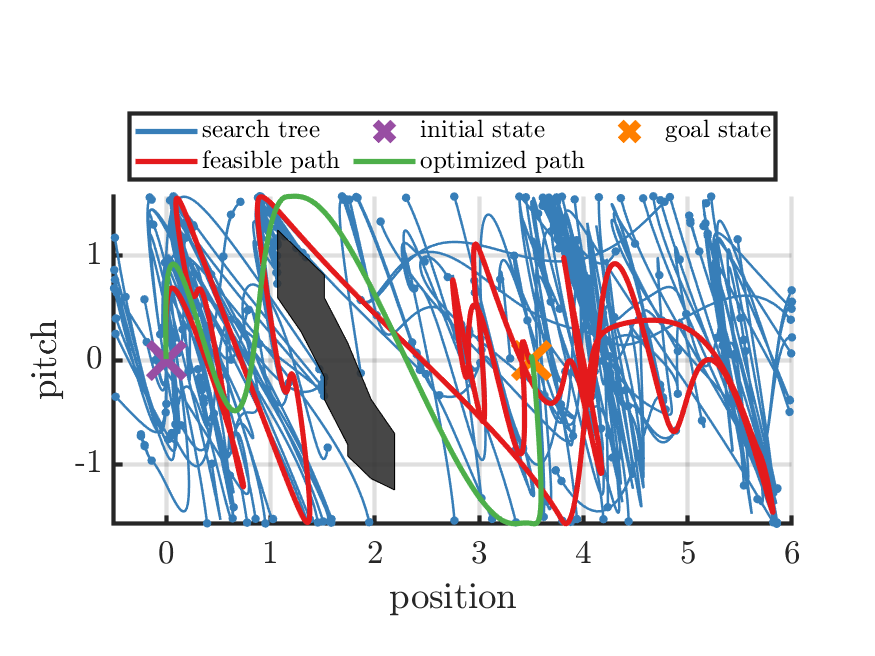 search tree initial state goal state
feasible path optimized path
1
0
-1
pitch
0 1 2 3 4 5 6
position